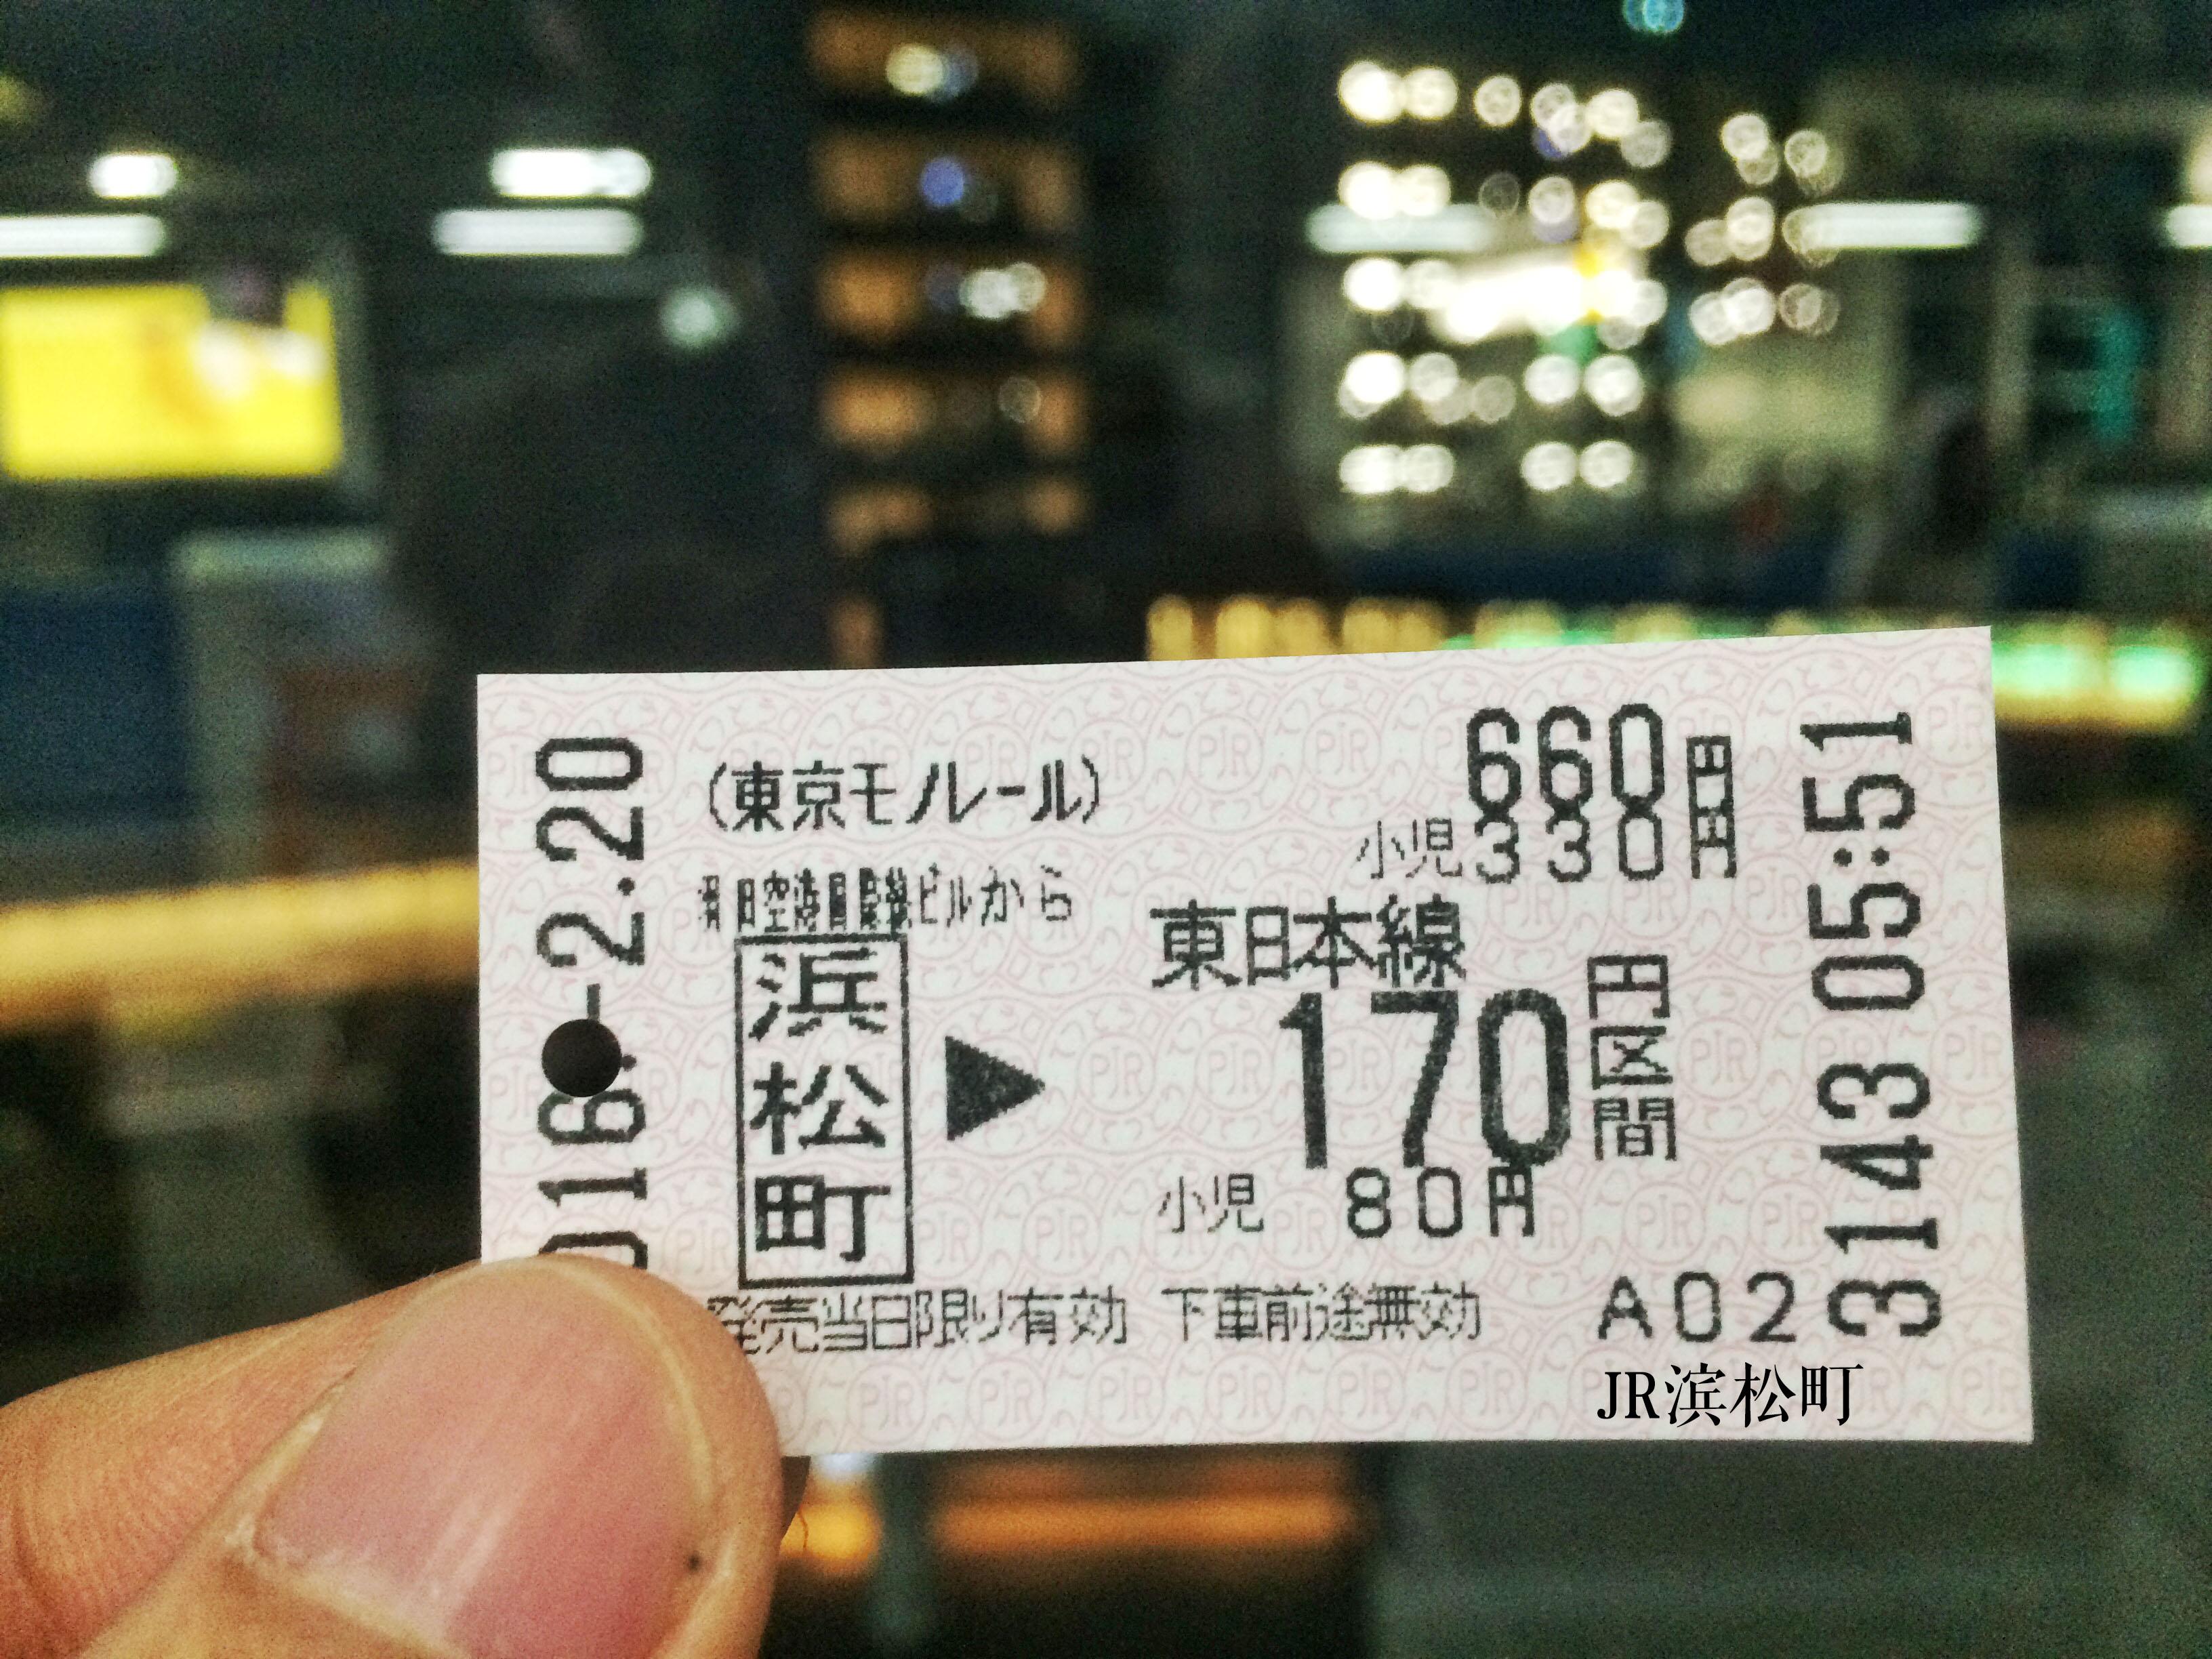 (東京モノレール)
660円
小児330円
羽田空港国際線ビルから
浜松町
▶
東日本線
170円区間
小児 80円
発売当日限り有効 下車前途無効
A02
JR浜松町
016.-2.20
3143 05:51